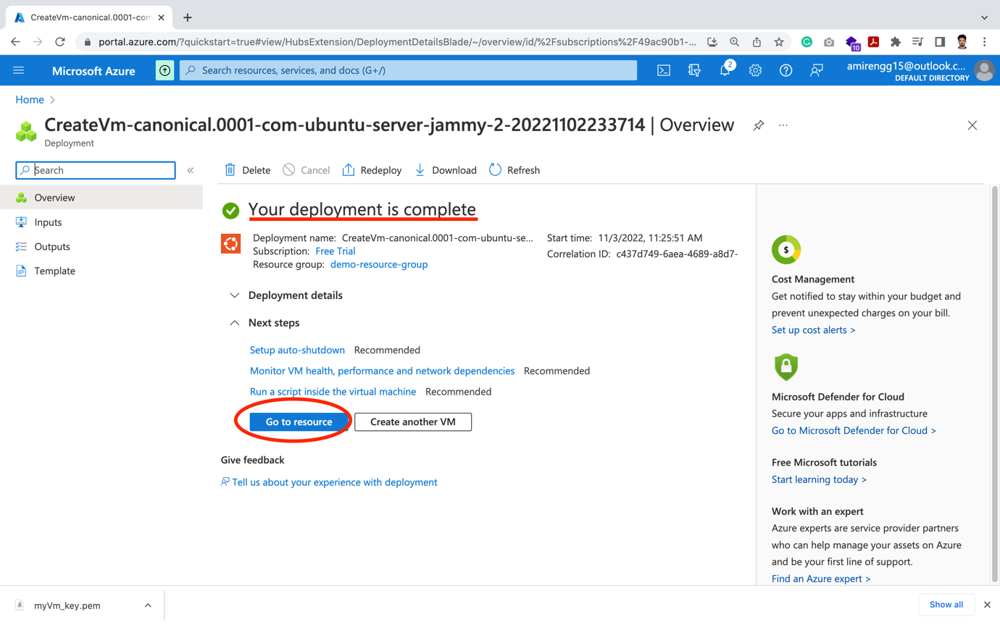 CreateVm-canonical.0001-com
portal.azure.com/?quickstart=true#view/HubsExtension/DeploymentDetailsBlade/~/overview/id/%2Fsubscriptions%2F49ac90b1-...
10
Microsoft Azure
Search resources, services, and docs (G+/)
2
amirengg15@outlook.c...
DEFAULT DIRECTORY
Home >
CreateVm-canonical.0001-com-ubuntu-server-jammy-2-20221102233714 | Overview
...
Deployment
Search
«
Delete
Cancel
Redeploy
Download
Refresh
Overview
Inputs
Outputs
Template
Your deployment is complete
Deployment name: CreateVm-canonical.0001-com-ubuntu-se...
Subscription: Free Trial
Resource group: demo-resource-group
Start time: 11/3/2022, 11:25:51 AM
Correlation ID: c437d749-6aea-4689-a8d7-
Deployment details
Next steps
Setup auto-shutdown Recommended
Monitor VM health, performance and network dependencies Recommended
Run a script inside the virtual machine Recommended
Go to resource
Create another VM
Give feedback
Tell us about your experience with deployment
$
Cost Management
Get notified to stay within your budget and
prevent unexpected charges on your bill.
Set up cost alerts >
Microsoft Defender for Cloud
Secure your apps and infrastructure
Go to Microsoft Defender for Cloud >
Free Microsoft tutorials
Start learning today >
Work with an expert
Azure experts are service provider partners
who can help manage your assets on Azure
and be your first line of support.
Find an Azure expert >
myVm_key.pem
Show all